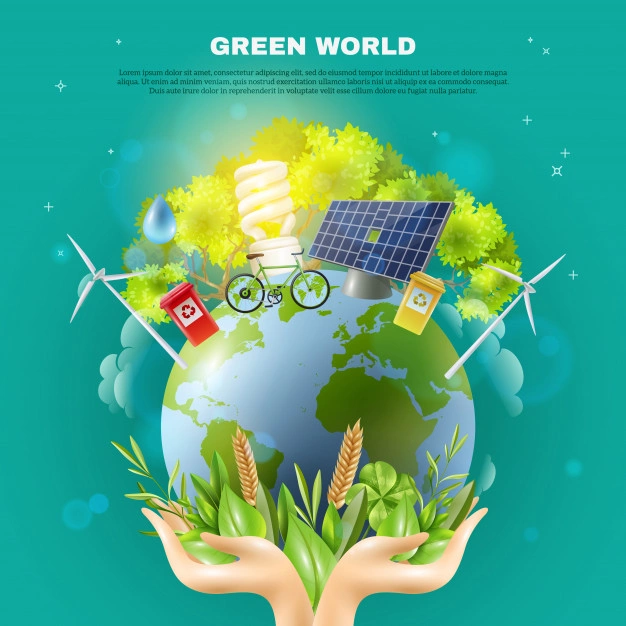 GREEN WORLD
Lorem ipsum dolor sit amet, consectetur adipiscing elit, sed do eiusmod tempor incididunt ut labore et dolore magna
aliqua. Ut enim ad minim veniam, quis nostrud exercitation ullamco laboris nisi ut aliquip ex ea commodo consequat.
Duis aute irure dolor in reprehenderit in voluptate velit esse cillum dolore eu fugiat nulla pariatur.